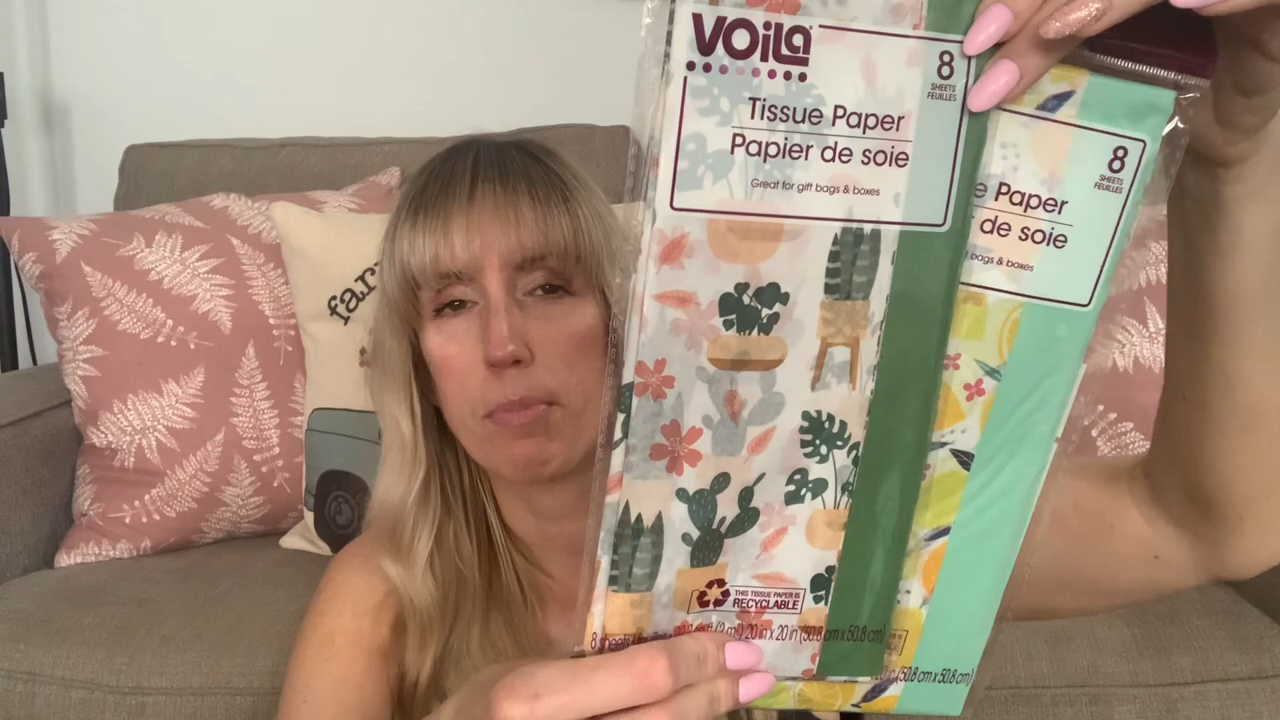 VOiLa
8
SHEETS
FEUILLES
Tissue Paper
Papier de soie
Great for gift bags & boxes
THIS TISSUE PAPER IS
RECYCLABLE
8 sheets 20 in x 20 in (50.8 cm x 50.8 cm)
8
SHEETS
FEUILLES
e Paper
de soie
bags & boxes
(50.8 cm x 50.8 cm)
far